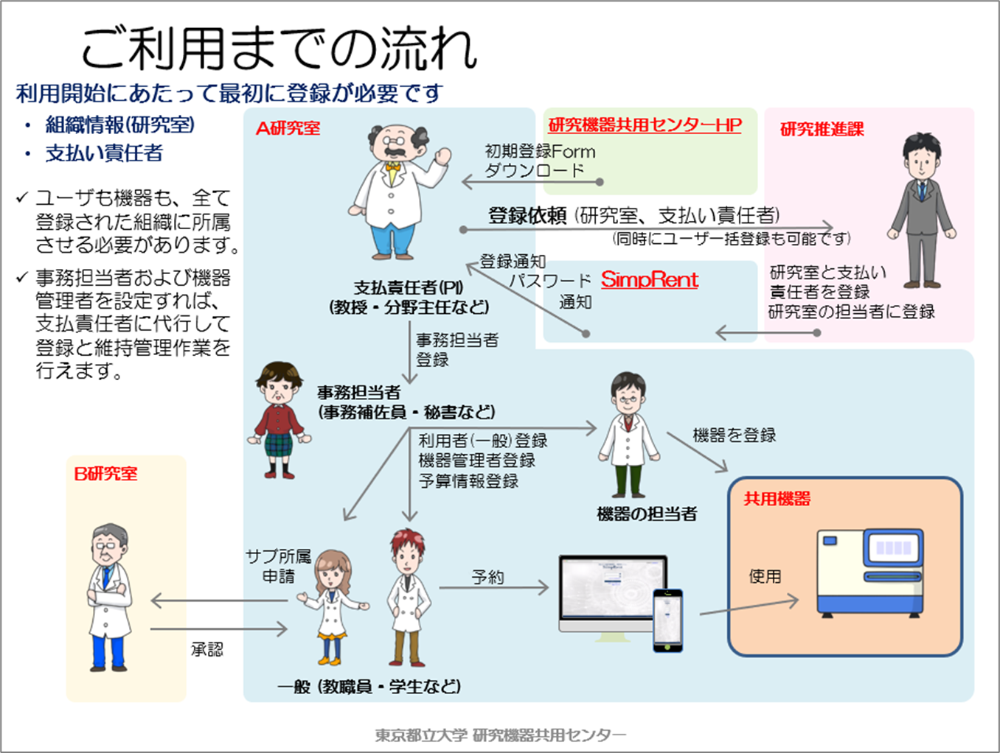 ご利用までの流れ
利用開始にあたって最初に登録が必要です
・ 組織情報(研究室)
・ 支払い責任者
✓ ユーザも機器も、全て
登録された組織に所属
させる必要があります。
✓ 事務担当者および機器
管理者を設定すれば、
支払責任者に代行して
登録と維持管理作業を
行えます。
A研究室
研究機器共用センターHP
研究推進課
初期登録Form
ダウンロード
登録依頼 (研究室、支払い責任者)
(同時にユーザー括登録も可能です)
登録通知
パスワード
通知
SimpRent
研究室と支払い
責任者を登録
研究室の担当者に登録
支払責任者(PI)
(教授・分野主任など)
事務担当者
登録
事務担当者
(事務補佐員・秘書など)
利用者(一般)登録
機器管理者登録
予算情報登録
機器を登録
機器の担当者
B研究室
共用機器
サブ所属
申請
予約
使用
承認
一般 (教職員・学生など)
東京都立大学 研究機器共用センター